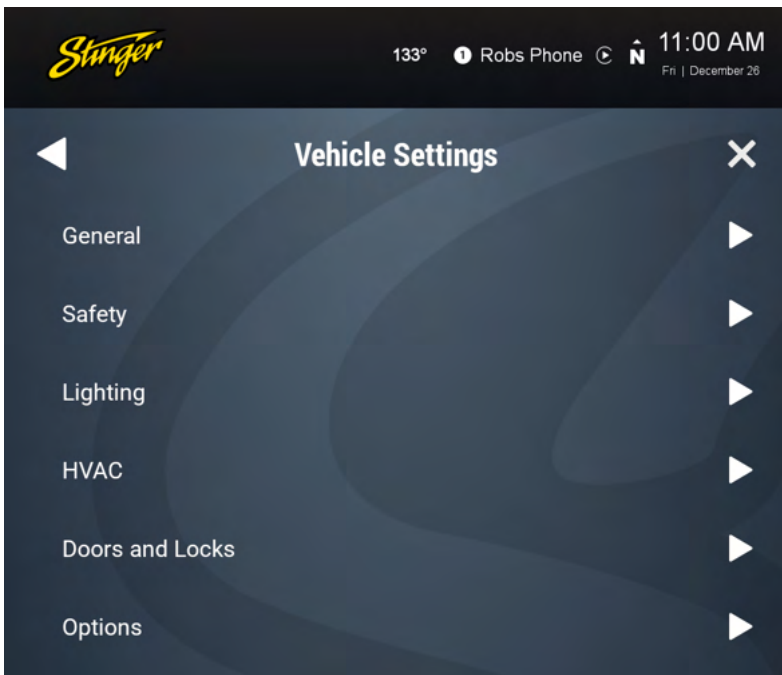 Stinger
133° 1 Robs Phone N 11:00 AM
Fri | December 26
Vehicle Settings
General
Safety
Lighting
HVAC
Doors and Locks
Options